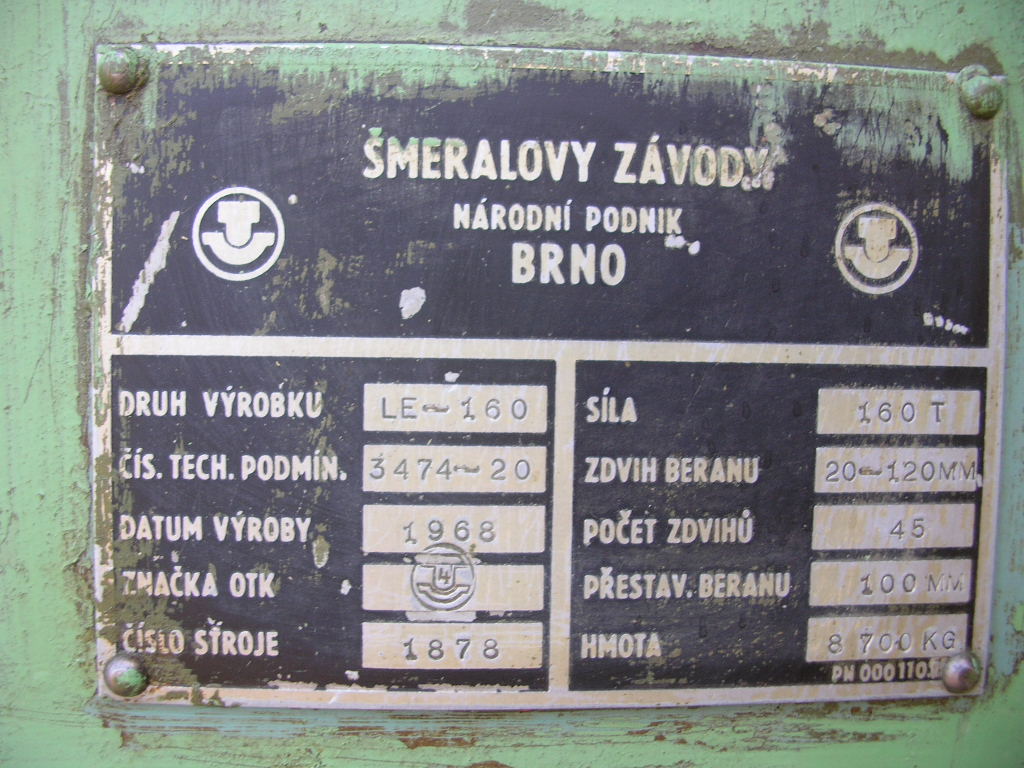 ŠMERALOVY ZÁVODY
NÁRODNÍ PODNIK
BRNO
DRUH VÝROBKU LE-160
ČÍS. TECH. PODMÍN. 3474-20
DATUM VÝROBY 1968
ZNAČKA OTK 4
ČÍSLO STROJE 1878
SÍLA 160 T
ZDVIH BERANU 20-120MM
POČET ZDVIHŮ 45
PŘESTAV. BERANU 100 MM
HMOTA 8 700 KG
PN